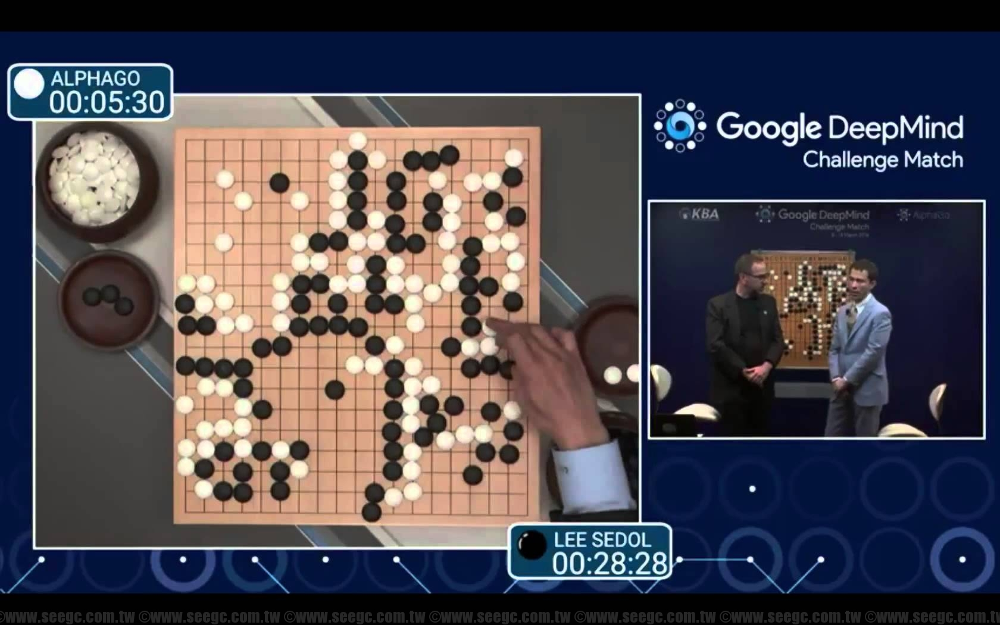 ALPHAGO
00:05:30
Google DeepMind
Challenge Match
KBA
Google DeepMind
Challenge Match
AlphaGo
LEE SEDOL
00:28:28
©www.seegc.com.tw ©www.seegc.com.tw ©www.seegc.com.tw ©www.seegc.com.tw ©www.seegc.com.tw ©www.seegc.com.tw ©www.seegc.com.tw